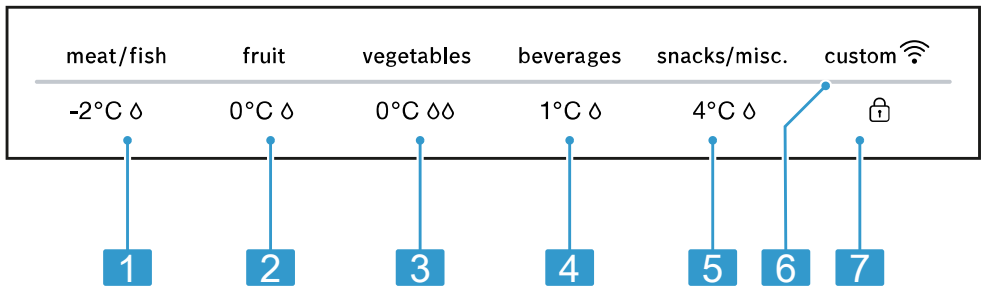 meat/fish fruit vegetables beverages snacks/misc. custom
-2°C 0°C 0°C 1°C 4°C
1 2 3 4 5 6 7